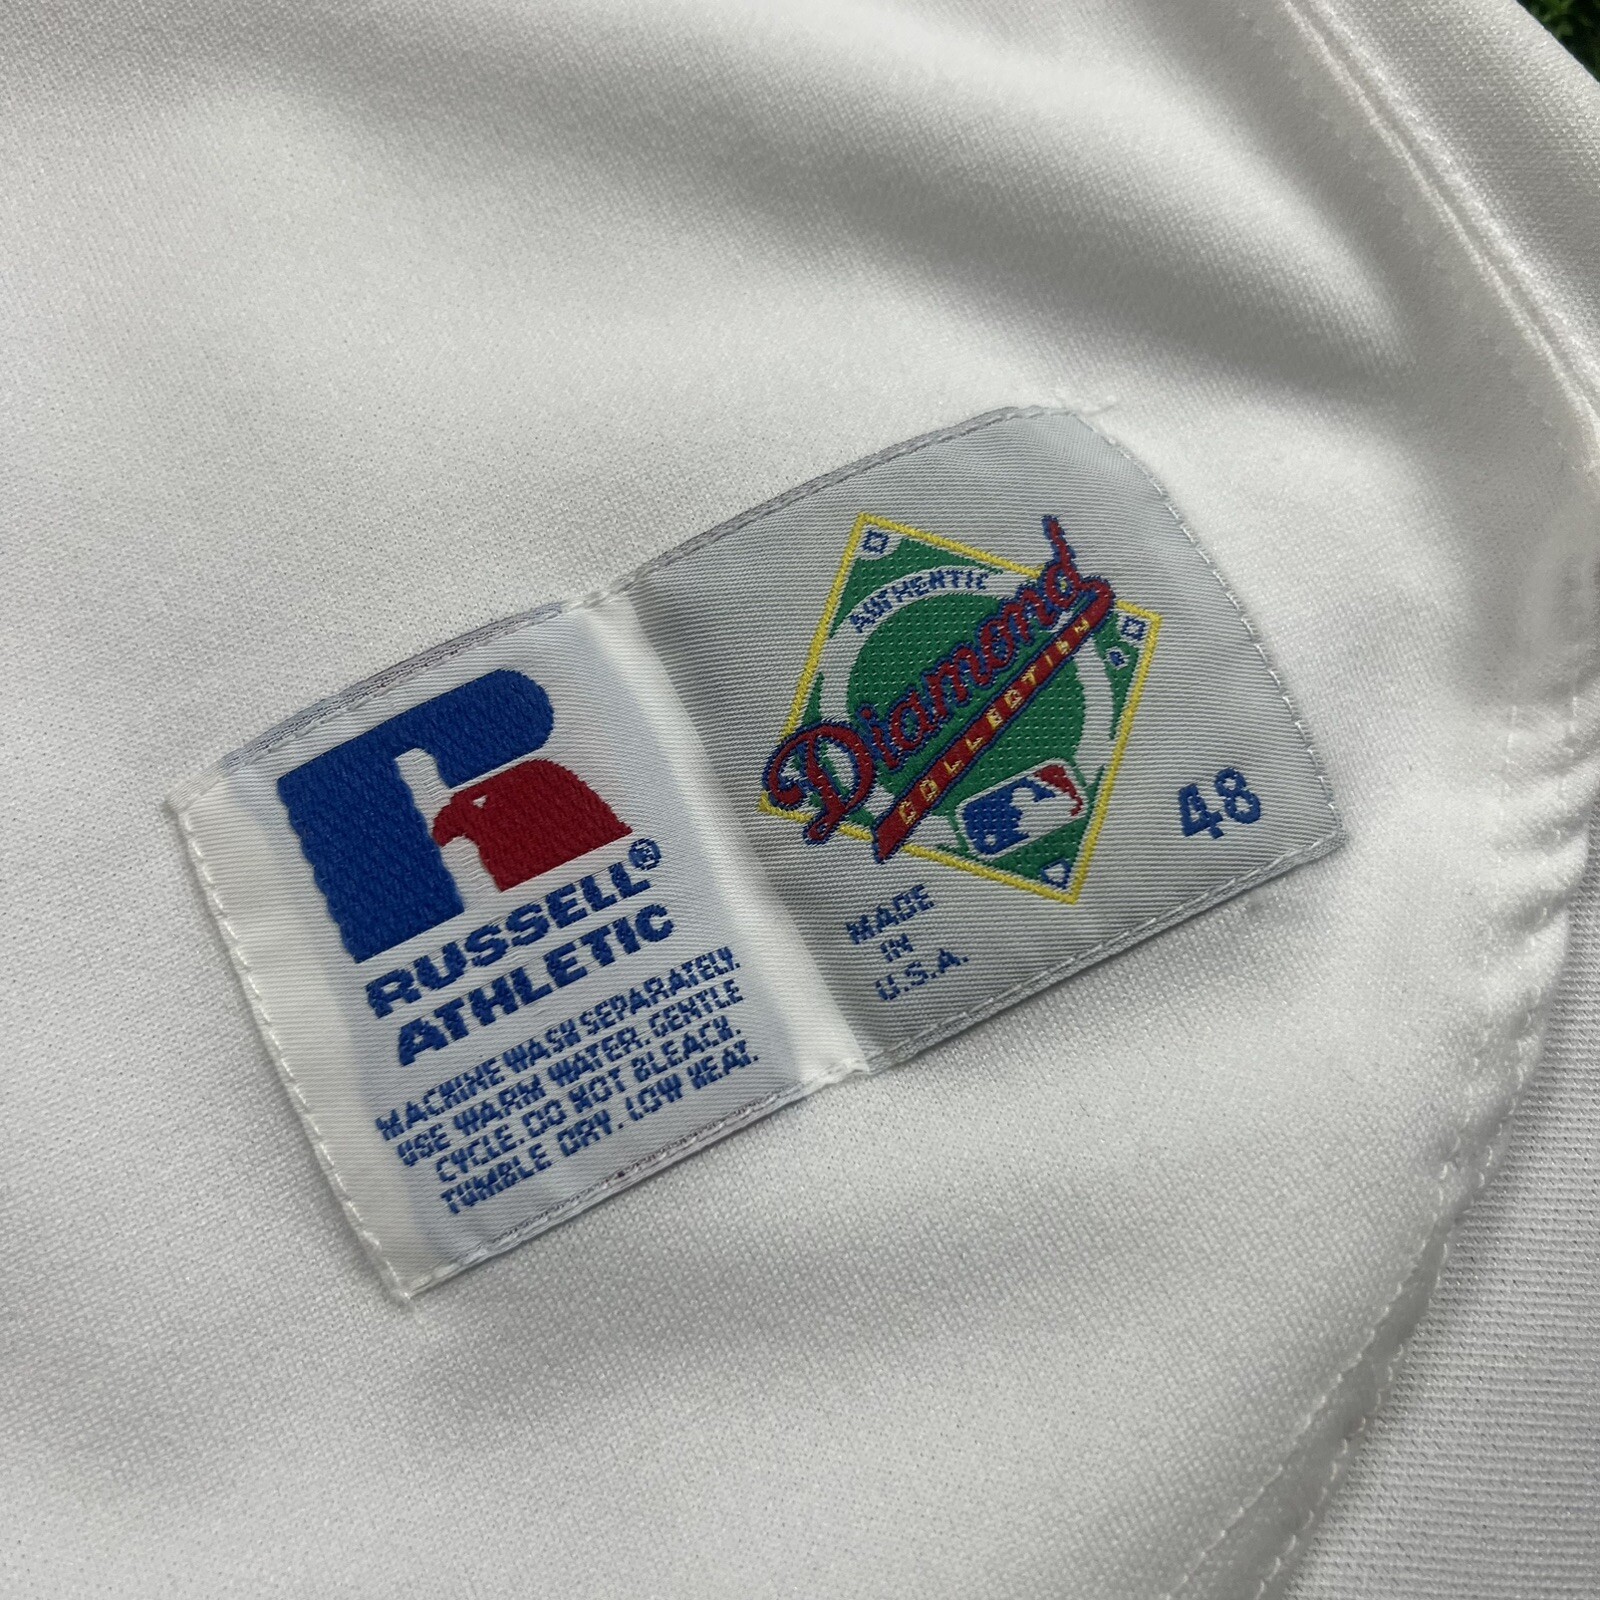 RUSSELL®
ATHLETIC
MACHINE WASH SEPARATELY.
USE WARM WATER. GENTLE
CYCLE. DO NOT BLEACH.
TUMBLE DRY. LOW HEAT.
AUTHENTIC
Diamond
COLLECTION
®
48
MADE
IN
U.S.A.